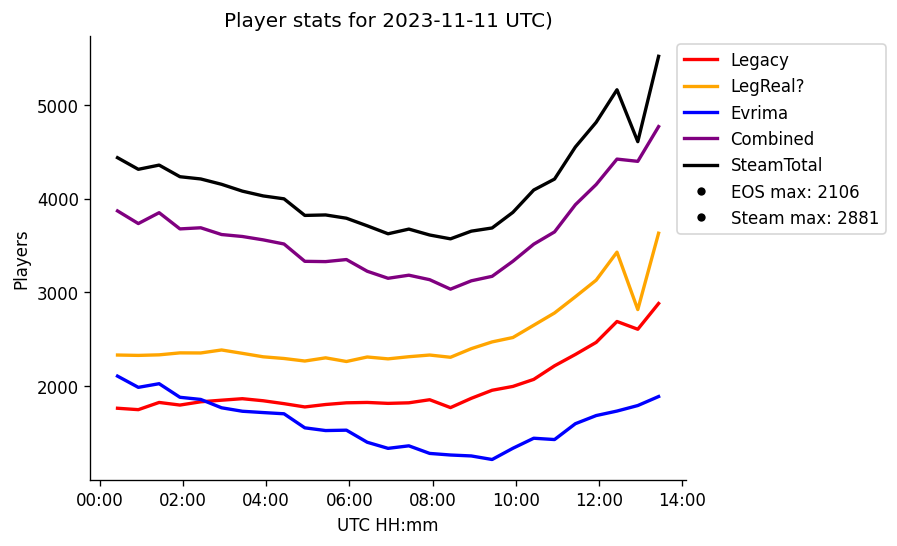 Player stats for 2023-11-11 UTC)
Players
5000
4000
3000
2000
00:00 02:00 04:00 06:00 08:00 10:00 12:00 14:00
UTC HH:mm
Legacy
LegReal?
Evrima
Combined
SteamTotal
EOS max: 2106
Steam max: 2881